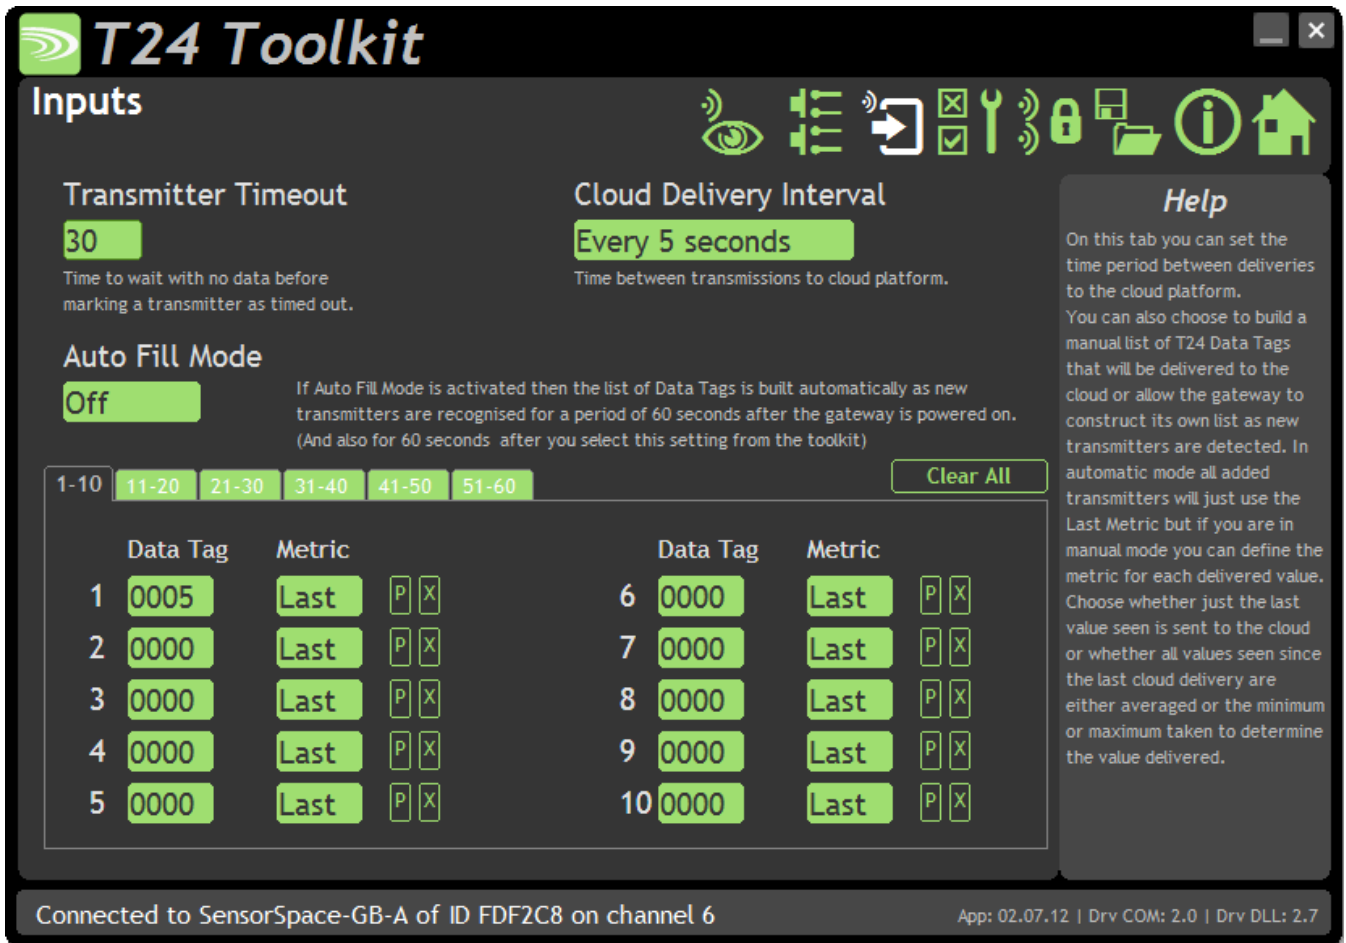 T24 Toolkit
Inputs
Transmitter Timeout
30
Time to wait with no data before
marking a transmitter as timed out.
Cloud Delivery Interval
Every 5 seconds
Time between transmissions to cloud platform.
Auto Fill Mode
Off
If Auto Fill Mode is activated then the list of Data Tags is built automatically as new
transmitters are recognised for a period of 60 seconds after the gateway is powered on.
(And also for 60 seconds after you select this setting from the toolkit)
1-10 11-20 21-30 31-40 41-50 51-60 Clear All
Data Tag Metric Data Tag Metric
1 0005 Last P X 6 0000 Last P X
2 0000 Last P X 7 0000 Last P X
3 0000 Last P X 8 0000 Last P X
4 0000 Last P X 9 0000 Last P X
5 0000 Last P X 10 0000 Last P X
Help
On this tab you can set the
time period between deliveries
to the cloud platform.
You can also choose to build a
manual list of T24 Data Tags
that will be delivered to the
cloud or allow the gateway to
construct its own list as new
transmitters are detected. In
automatic mode all added
transmitters will just use the
Last Metric but if you are in
manual mode you can define the
metric for each delivered value.
Choose whether just the last
value seen is sent to the cloud
or whether all values seen since
the last cloud delivery are
either averaged or the minimum
or maximum taken to determine
the value delivered.
Connected to SensorSpace-GB-A of ID FDF2C8 on channel 6
App: 02.07.12 | Drv COM: 2.0 | Drv DLL: 2.7